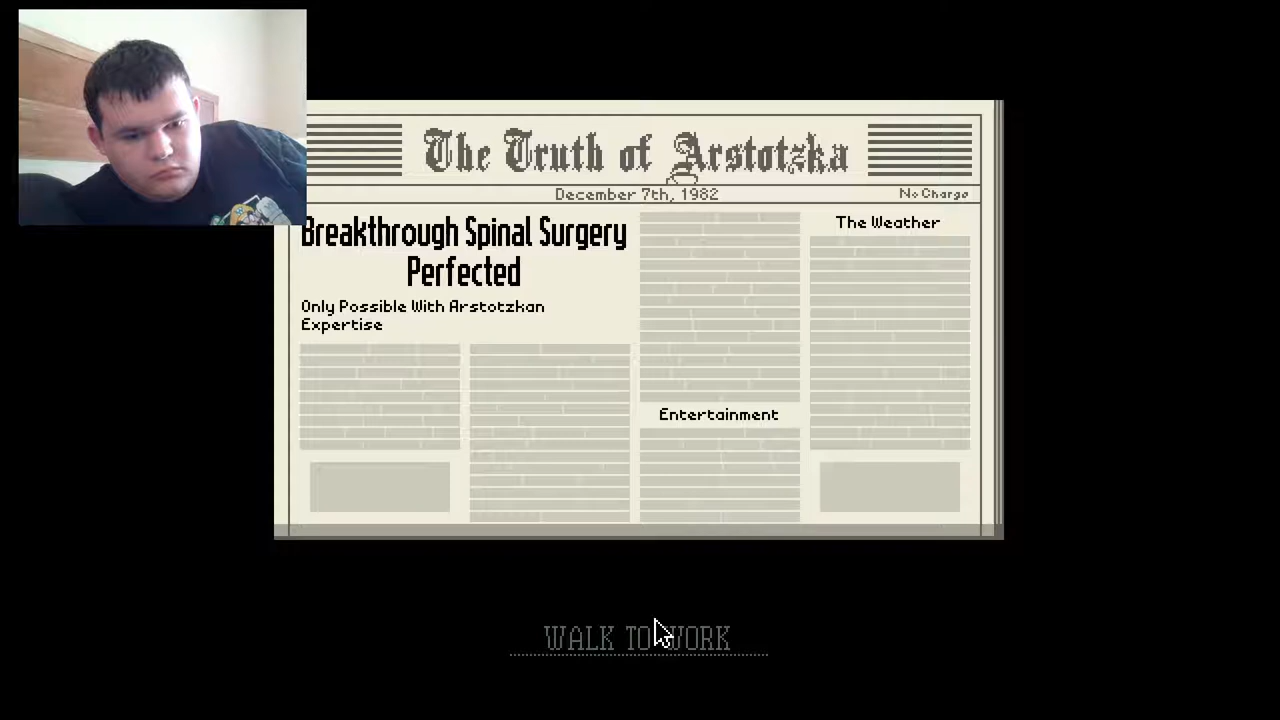 The Truth of Arstotzka
December 7th, 1982
No Charge
Breakthrough Spinal Surgery
Perfected
Only Possible With Arstotzkan
Expertise
Entertainment
The Weather
WALK TO WORK